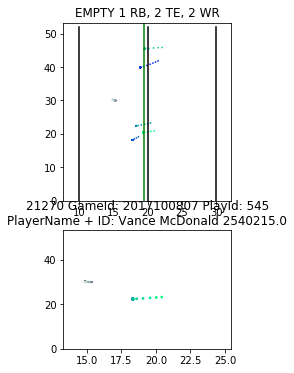 EMPTY 1 RB, 2 TE, 2 WR
50
40
30
20
10
0
10 15 20 25 30
21270 GameId: 2017100807 PlayId: 545
PlayerName + ID: Vance McDonald 2540215.0
40
20
0
15.0 17.5 20.0 22.5 25.0